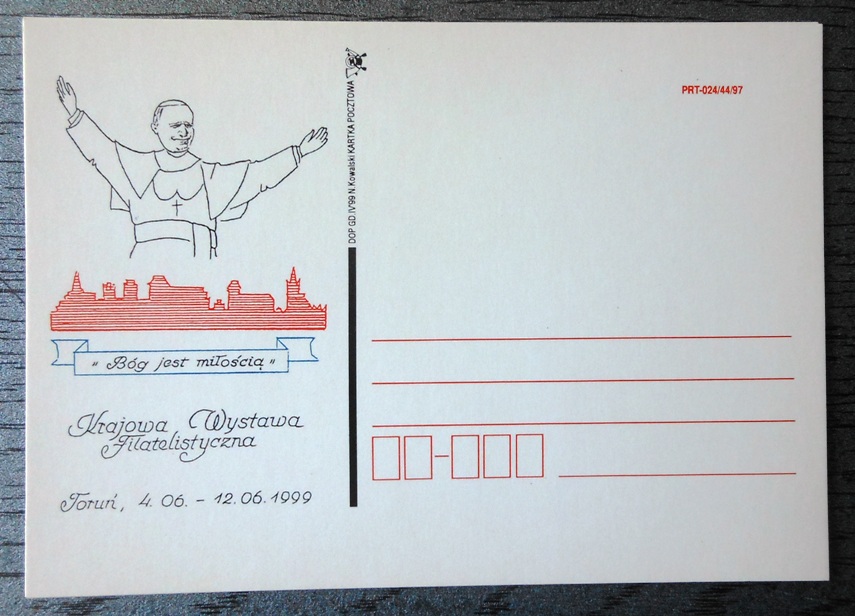 „ Bóg jest miłością "
Krajowa Wystawa
Filatelistyczna
Toruń, 4. 06. - 12.06.1999
DOP GD.IV'99 N.Kowalski KARTKA POCZTOWA
PRT-024/44/97